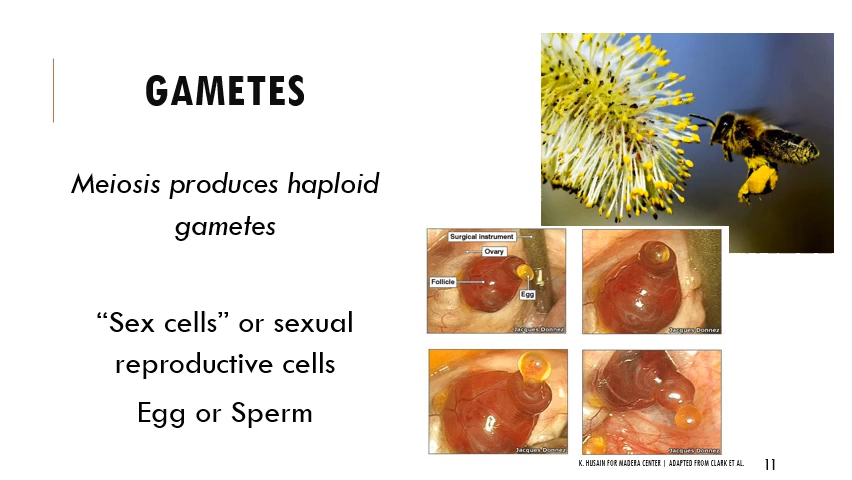 GAMETES
Meiosis produces haploid
gametes
“Sex cells” or sexual
reproductive cells
Egg or Sperm
Surgical instrument
Ovary
Follicle
Egg
Jacques Donnez
Jacques Donnez
Jacques Donnez
Jacques Donnez
K. HUSAIN FOR MADERA CENTER | ADAPTED FROM CLARK ET AL.
11